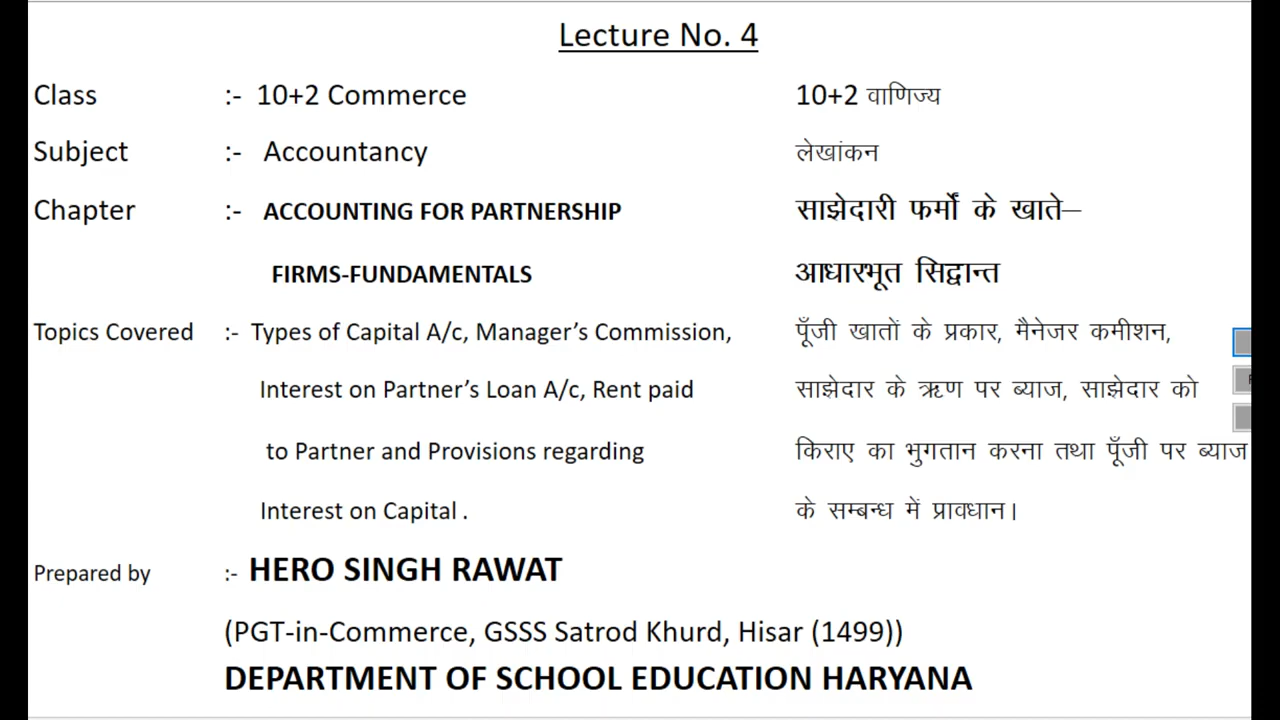 Lecture No. 4
Class :- 10+2 Commerce 10+2 वाणिज्य
Subject :- Accountancy लेखांकन
Chapter :- ACCOUNTING FOR PARTNERSHIP साझेदारी फर्मों के खाते–
FIRMS-FUNDAMENTALS आधारभूत सिद्वान्त
Topics Covered :- Types of Capital A/c, Manager’s Commission, पूँजी खातों के प्रकार, मैनेजर कमीशन,
Interest on Partner’s Loan A/c, Rent paid साझेदार के ऋण पर ब्याज, साझेदार को
to Partner and Provisions regarding किराए का भुगतान करना तथा पूँजी पर ब्याज
Interest on Capital . के सम्बन्ध में प्रावधान।
Prepared by :- HERO SINGH RAWAT
(PGT-in-Commerce, GSSS Satrod Khurd, Hisar (1499))
DEPARTMENT OF SCHOOL EDUCATION HARYANA